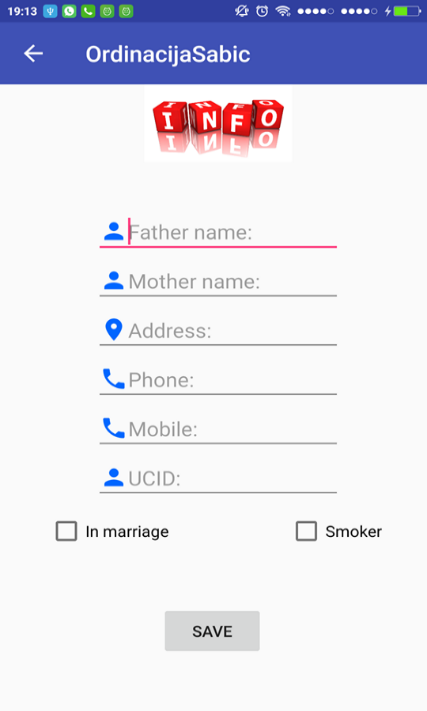 19:13
OrdinacijaSabic
INFO
Father name:
Mother name:
Address:
Phone:
Mobile:
UCID:
In marriage
Smoker
SAVE